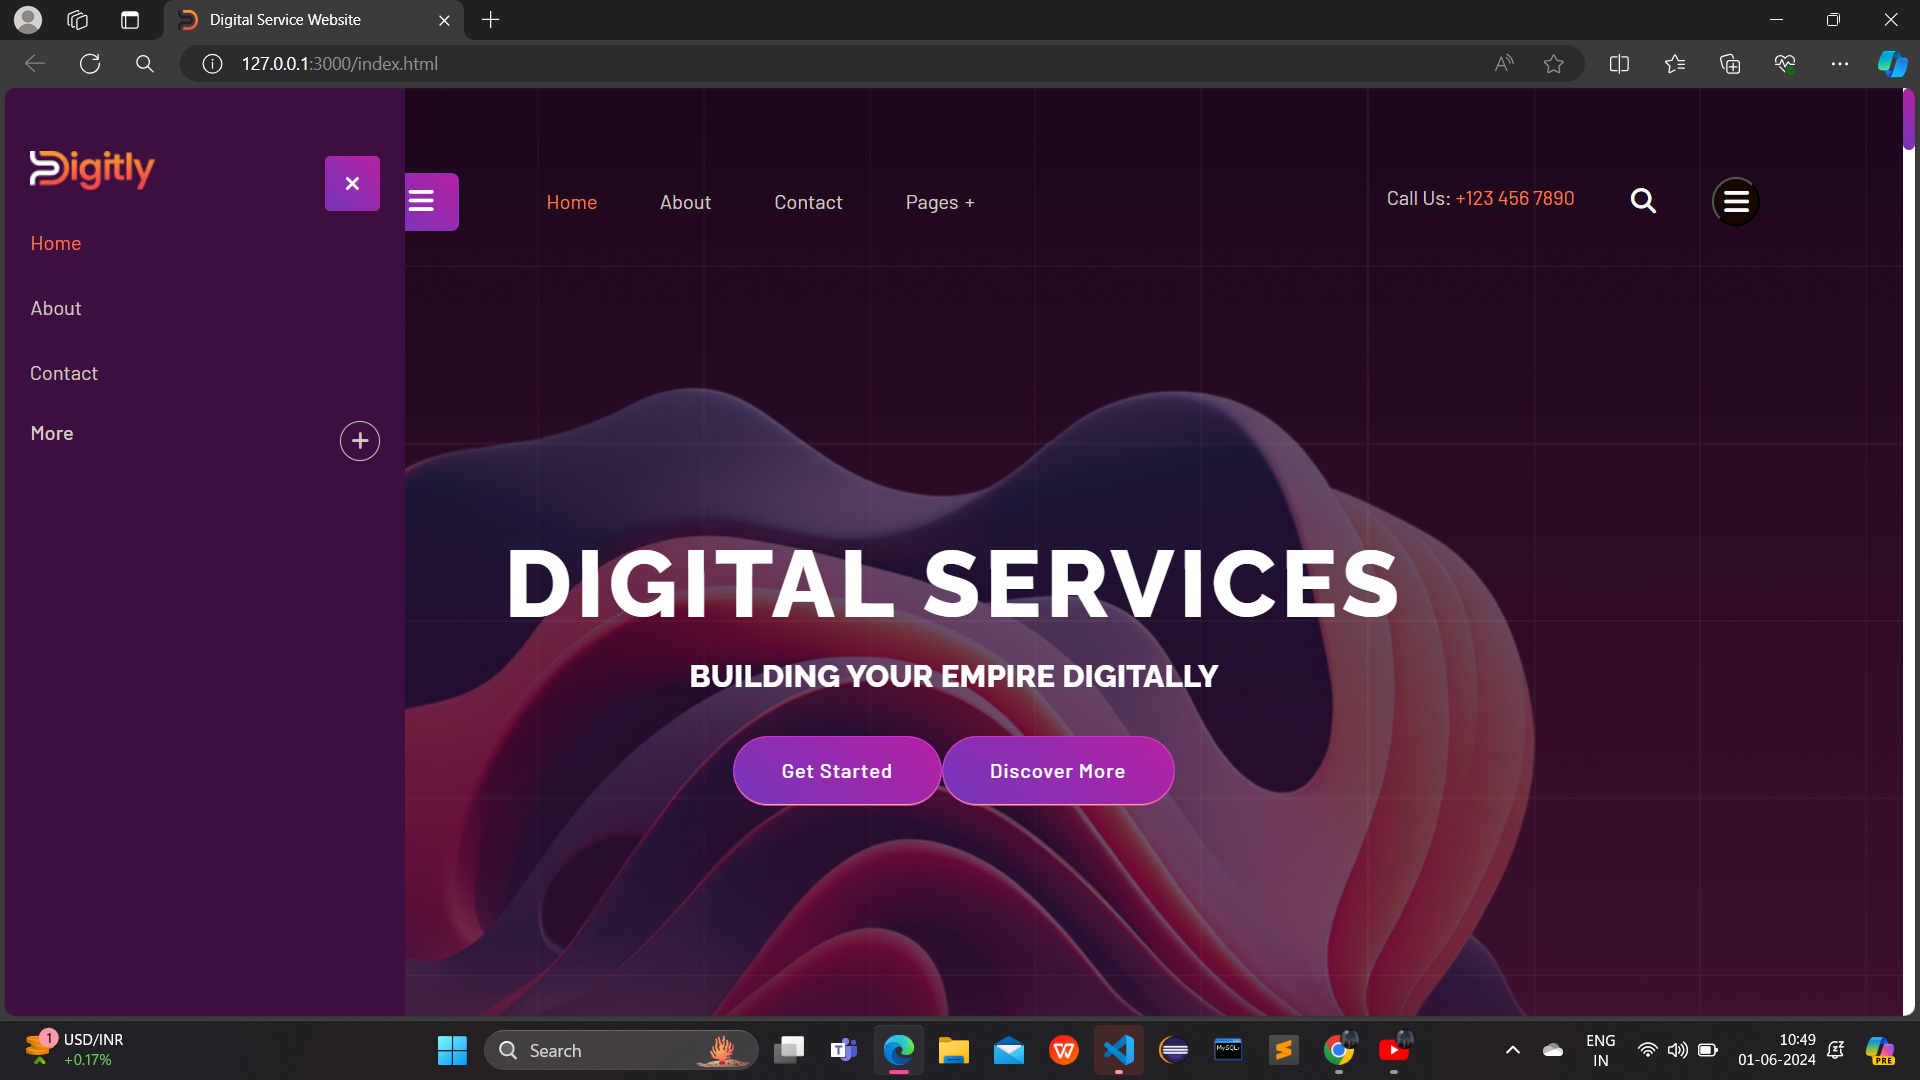 Digital Service Website
127.0.0.1:3000/index.html
Digitly
Home
About
Contact
More
Home About Contact Pages +
Call Us: +123 456 7890
DIGITAL SERVICES
BUILDING YOUR EMPIRE DIGITALLY
Get Started
Discover More
1
USD/INR
+0.17%
Search
T
W
MySQL
ENG
IN
10:49
01-06-2024
PRE